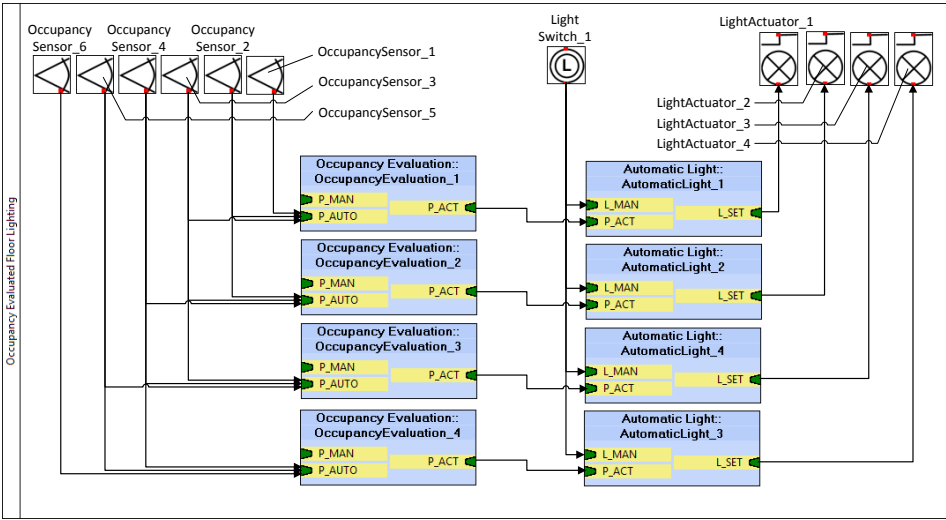 Occupancy Evaluated Floor Lighting
Occupancy
Sensor_6
Occupancy
Sensor_4
Occupancy
Sensor_2
OccupancySensor_1
OccupancySensor_3
OccupancySensor_5
Light
Switch_1
L
LightActuator_1
LightActuator_2
LightActuator_3
LightActuator_4
Occupancy Evaluation::
OccupancyEvaluation_1
P_MAN
P_AUTO
P_ACT
Automatic Light::
AutomaticLight_1
L_MAN
P_ACT
L_SET
Occupancy Evaluation::
OccupancyEvaluation_2
P_MAN
P_AUTO
P_ACT
Automatic Light::
AutomaticLight_2
L_MAN
P_ACT
L_SET
Occupancy Evaluation::
OccupancyEvaluation_3
P_MAN
P_AUTO
P_ACT
Automatic Light::
AutomaticLight_4
L_MAN
P_ACT
L_SET
Occupancy Evaluation::
OccupancyEvaluation_4
P_MAN
P_AUTO
P_ACT
Automatic Light::
AutomaticLight_3
L_MAN
P_ACT
L_SET